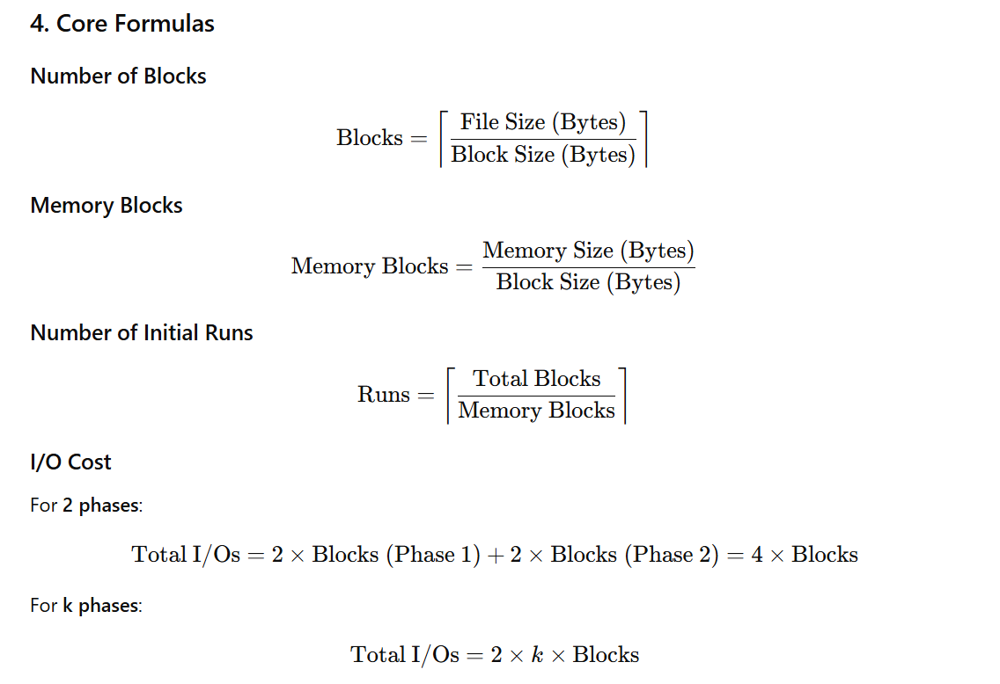 4. Core Formulas
Number of Blocks
Blocks = ⌈File Size (Bytes) / Block Size (Bytes)⌉
Memory Blocks
Memory Blocks = Memory Size (Bytes) / Block Size (Bytes)
Number of Initial Runs
Runs = ⌈Total Blocks / Memory Blocks⌉
I/O Cost
For 2 phases:
Total I/Os = 2 × Blocks (Phase 1) + 2 × Blocks (Phase 2) = 4 × Blocks
For k phases:
Total I/Os = 2 × k × Blocks